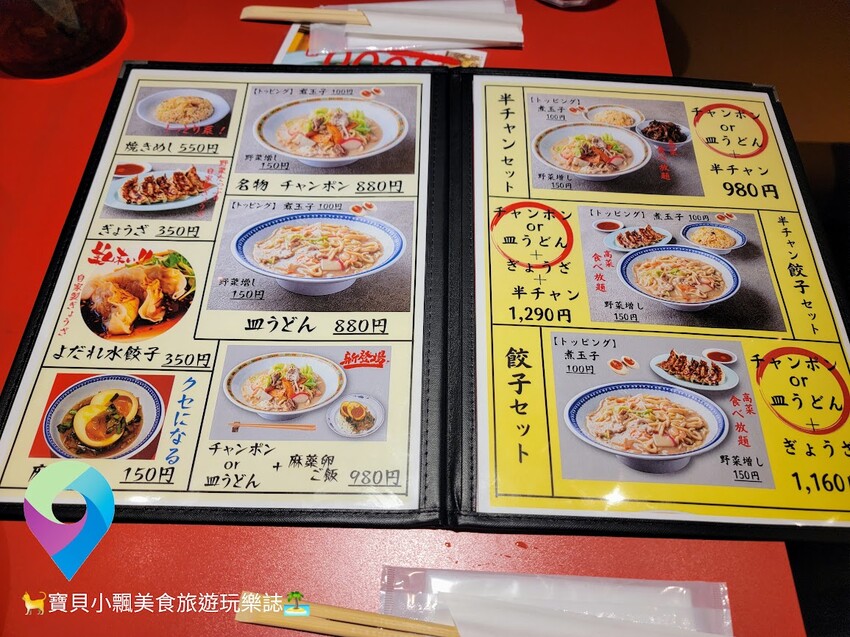 焼きめし 550円
ぎょうざ 350円
自家製ぎょうざ
よだれ水餃子 350円
クセになる
150円
【トッピング】煮玉子 100円
野菜増し
150円
名物 チャンポン 880円
【トッピング】煮玉子 100円
野菜増し
150円
皿うどん 880円
新登場
チャンポン
or
皿うどん
+ 麻薬卵
ご飯 980円
半チャンセット
【トッピング】
煮玉子
100円
野菜増し
150円
チャンポン
or
皿うどん
+
半チャン
980円
チャンポン
or
皿うどん
+
ぎょうざ
+
半チャン
1,290円
【トッピング】 煮玉子 100円
高菜
食べ放題
野菜増し
150円
半チャン餃子セット
餃子セット
【トッピング】
煮玉子
100円
高菜
食べ放題
野菜増し
150円
チャンポン
or
皿うどん
+
ぎょうざ
1,160円
寶貝小飄美食旅遊玩樂誌